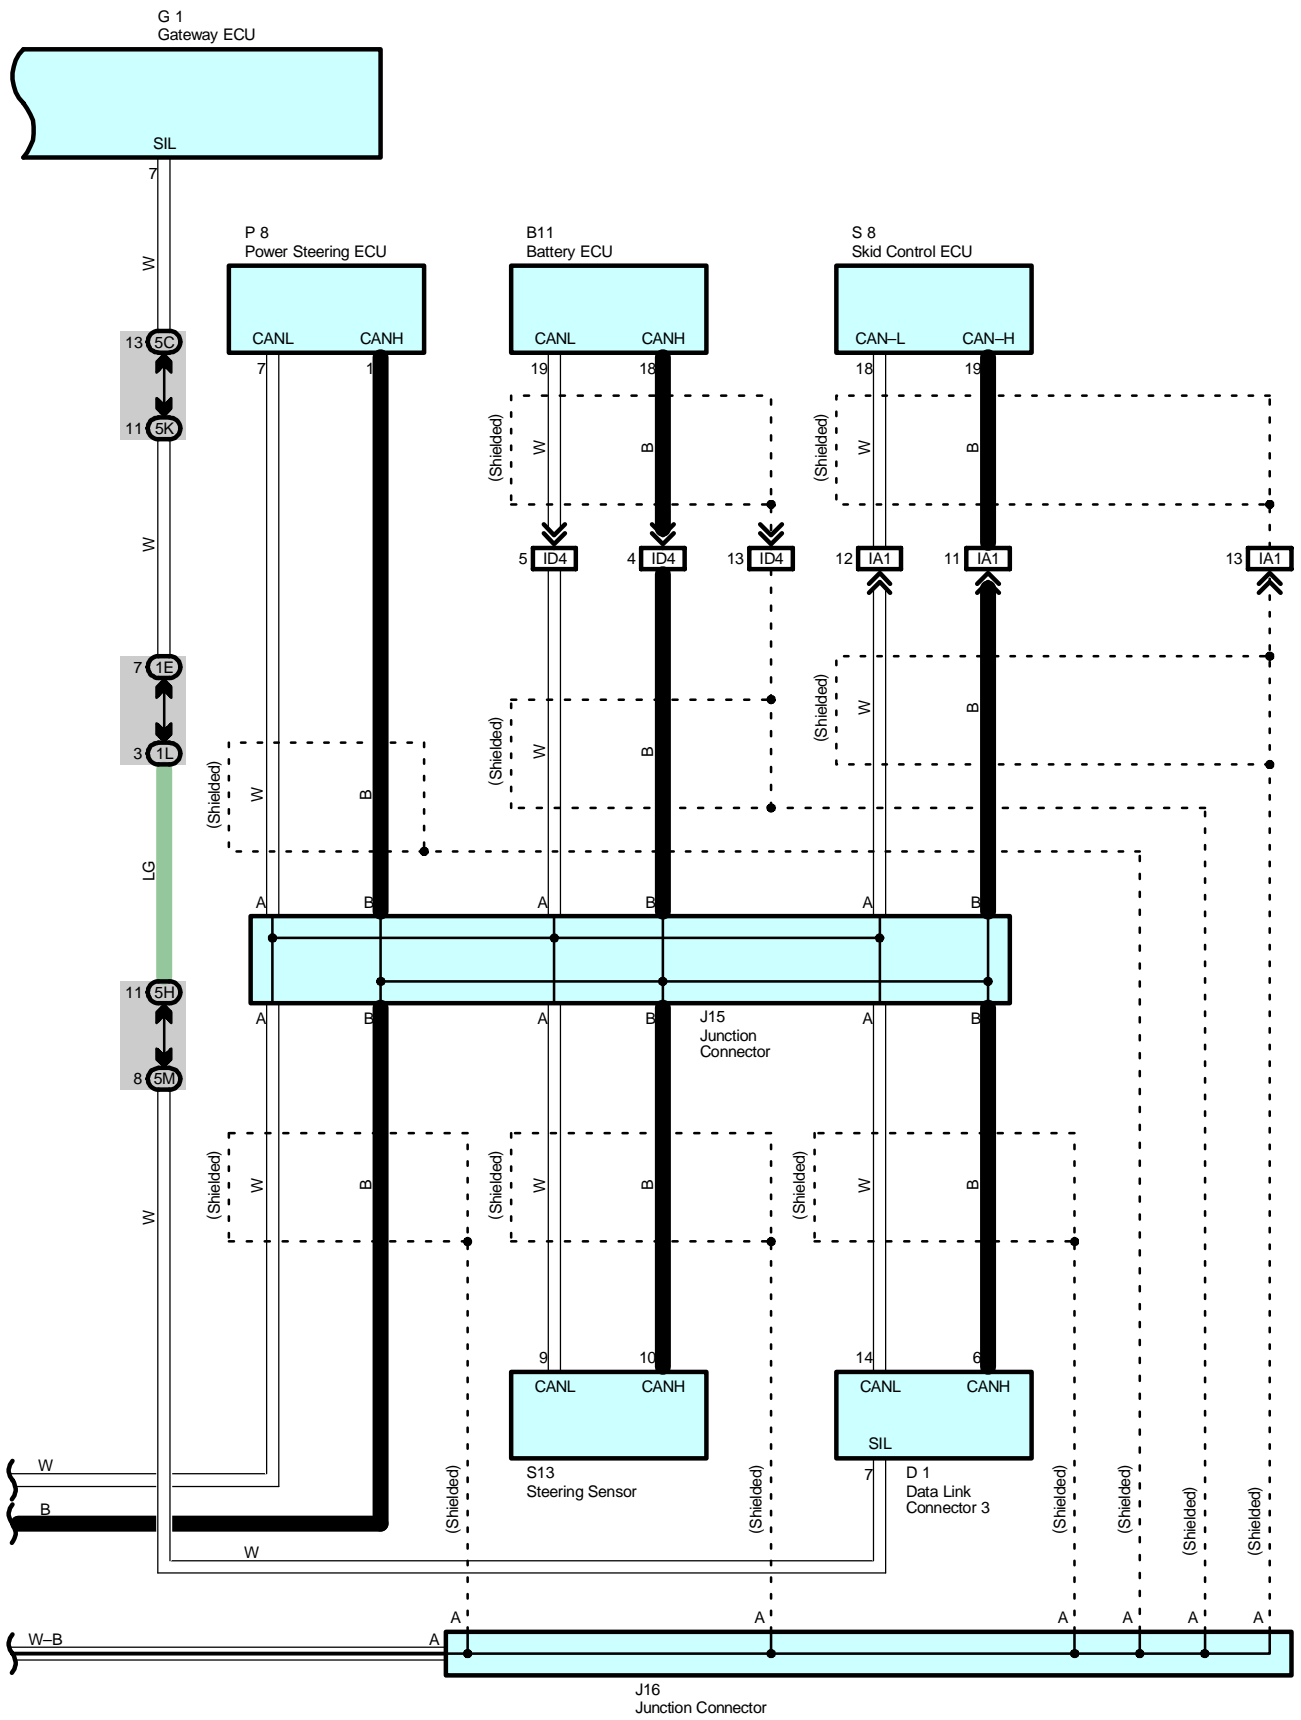 G 1
Gateway ECU
SIL
7
W
P 8
Power Steering ECU
B11
Battery ECU
S 8
Skid Control ECU
13 5C
CANL CANH
CANL CANH
CAN–L CAN–H
7 1
19 18
18 19
11 5K
(Shielded) W B
(Shielded) W B
W
5 ID4
4 ID4
13 ID4
12 IA1
11 IA1
13 IA1
7 1E
3 1L
(Shielded) W B
(Shielded) W B
(Shielded) W B
LG
A B A B A B
11 5H
A B A B A B
J15
Junction
Connector
8 5M
(Shielded) W B
(Shielded) W B
(Shielded) W B
W
9 10
14 6
CANL CANH
CANL CANH
SIL
W
S13
Steering Sensor
7
D 1
Data Link
Connector 3
B
(Shielded)
(Shielded)
(Shielded)
(Shielded)
(Shielded)
(Shielded)
W
A A A A A A
W–B A
J16
Junction Connector